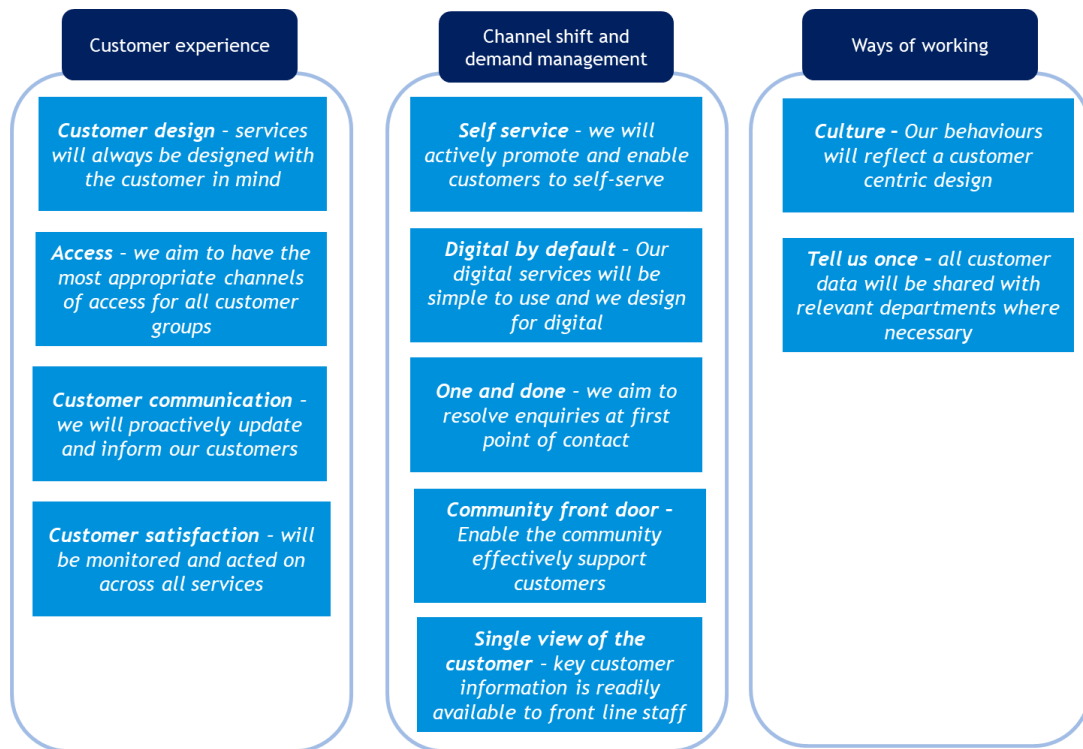 Customer experience
Customer design – services
will always be designed with
the customer in mind
Access – we aim to have the
most appropriate channels
of access for all customer
groups
Customer communication –
we will proactively update
and inform our customers
Customer satisfaction – will
be monitored and acted on
across all services
Channel shift and
demand management
Self service – we will
actively promote and enable
customers to self-serve
Digital by default – Our
digital services will be
simple to use and we design
for digital
One and done – we aim to
resolve enquiries at first
point of contact
Community front door –
Enable the community
effectively support
customers
Single view of the
customer – key customer
information is readily
available to front line staff
Ways of working
Culture – Our behaviours
will reflect a customer
centric design
Tell us once – all customer
data will be shared with
relevant departments where
necessary